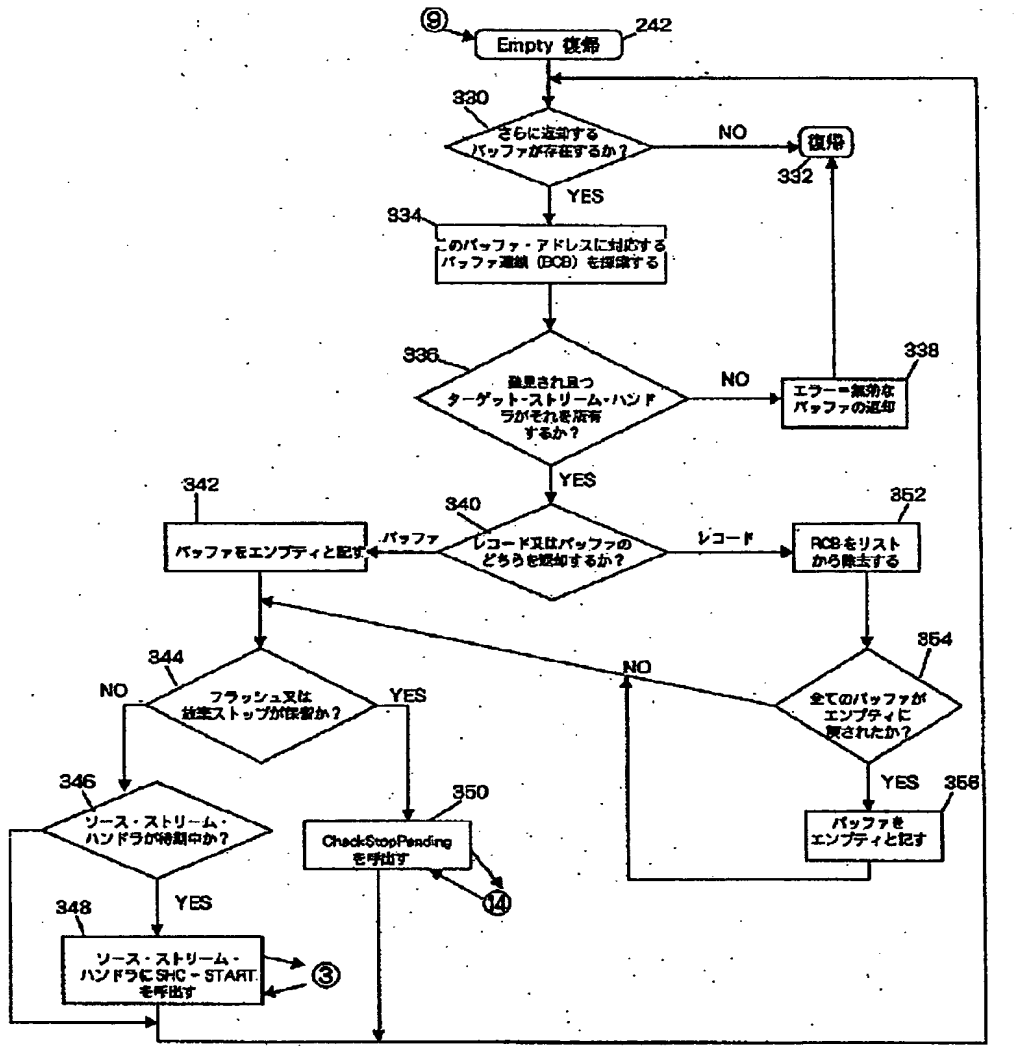 ⑨
242
Empty 復帰
330
さらに返却する
バッファが存在するか？
NO
復帰
332
YES
334
このバッファ・アドレスに対応する
バッファ連鎖 (BCB) を探索する
336
発見され且つ
ターゲット・ストリーム・ハンド
ラがそれを所有
するか？
NO
338
エラー＝無効な
バッファの返却
YES
342
バッファをエンプティと記す
バッファ
340
レコード又はバッファの
どちらを返却するか？
レコード
352
RCBをリスト
から除去する
344
フラッシュ又は
放棄ストップが保留か？
NO
YES
NO
354
全てのバッファが
エンプティに
戻されたか？
YES
346
ソース・ストリーム・
ハンドラが待期中か？
350
CheckStopPending
を呼出す
⑭
356
バッファを
エンプティと記す
YES
348
ソース・ストリーム・
ハンドラにSHC = START
を呼出す
③